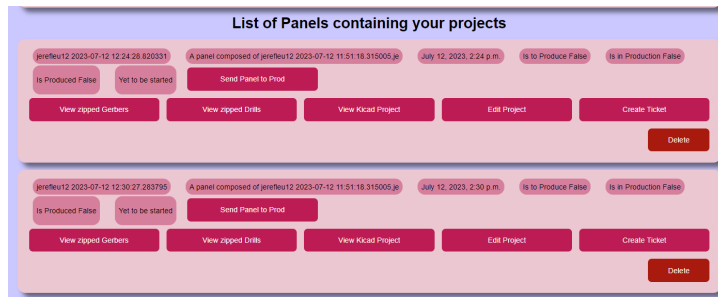 List of Panels containing your projects
jerefleu12 2023-07-12 12:24:28.820331 A panel composed of jerefleu12 2023-07-12 11:51:18.315005,je July 12, 2023, 2:24 p.m. Is to Produce False Is in Production False
Is Produced False Yet to be started Send Panel to Prod
View zipped Gerbers View zipped Drills View Kicad Project Edit Project Create Ticket
Delete
jerefleu12 2023-07-12 12:30:27.283795 A panel composed of jerefleu12 2023-07-12 11:51:18.315005,je July 12, 2023, 2:30 p.m. Is to Produce False Is in Production False
Is Produced False Yet to be started Send Panel to Prod
View zipped Gerbers View zipped Drills View Kicad Project Edit Project Create Ticket
Delete